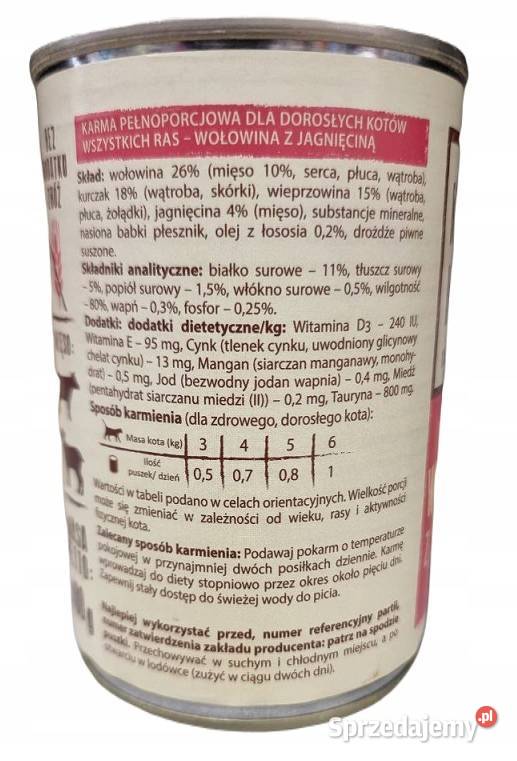 KARMA PEŁNOPORCJOWA DLA DOROSŁYCH KOTÓW
WSZYSTKICH RAS – WOŁOWINA Z JAGNIĘCINĄ
Skład: wołowina 26% (mięso 10%, serca, płuca, wątroba),
kurczak 18% (wątroba, skórki), wieprzowina 15% (wątroba,
płuca, żołądki), jagnięcina 4% (mięso), substancje mineralne,
nasiona babki płesznik, olej z łososia 0,2%, drożdże piwne
suszone.
Składniki analityczne: białko surowe – 11%, tłuszcz surowy
–5%, popiół surowy – 1,5%, włókno surowe – 0,5%, wilgotność
–80%, wapń – 0,3%, fosfor – 0,25%.
Dodatki: dodatki dietetyczne/kg: Witamina D3 – 240 IU,
Witamina E – 95 mg, Cynk (tlenek cynku, uwodniony glicynowy
chelat cynku) – 13 mg, Mangan (siarczan manganawy, monohy-
drat) – 0,5 mg, Jod (bezwodny jodan wapnia) – 0,4 mg, Miedź
(pentahydrat siarczanu miedzi (II)) – 0,2 mg, Tauryna – 800 mg.
Sposób karmienia (dla zdrowego, dorosłego kota):
Masa kota (kg) 3 4 5 6
Ilość
puszek/ dzień 0,5 0,7 0,8 1
Wartości w tabeli podano w celach orientacyjnych. Wielkość porcji
może się zmieniać w zależności od wieku, rasy i aktywności
fizycznej kota.
Zalecany sposób karmienia: Podawaj pokarm o temperaturze
pokojowej w przynajmniej dwóch posiłkach dziennie. Karmę
wprowadzaj do diety stopniowo przez okres około pięciu dni.
Zapewnij stały dostęp do świeżej wody do picia.
Najlepiej wykorzystać przed, numer referencyjny partii,
numer zatwierdzenia zakładu producenta: patrz na spodzie
puszki. Przechowywać w suchym i chłodnym miejscu, a po
otwarciu w lodówce (zużyć w ciągu dwóch dni).
BEZ
Sprzedajemy.pl